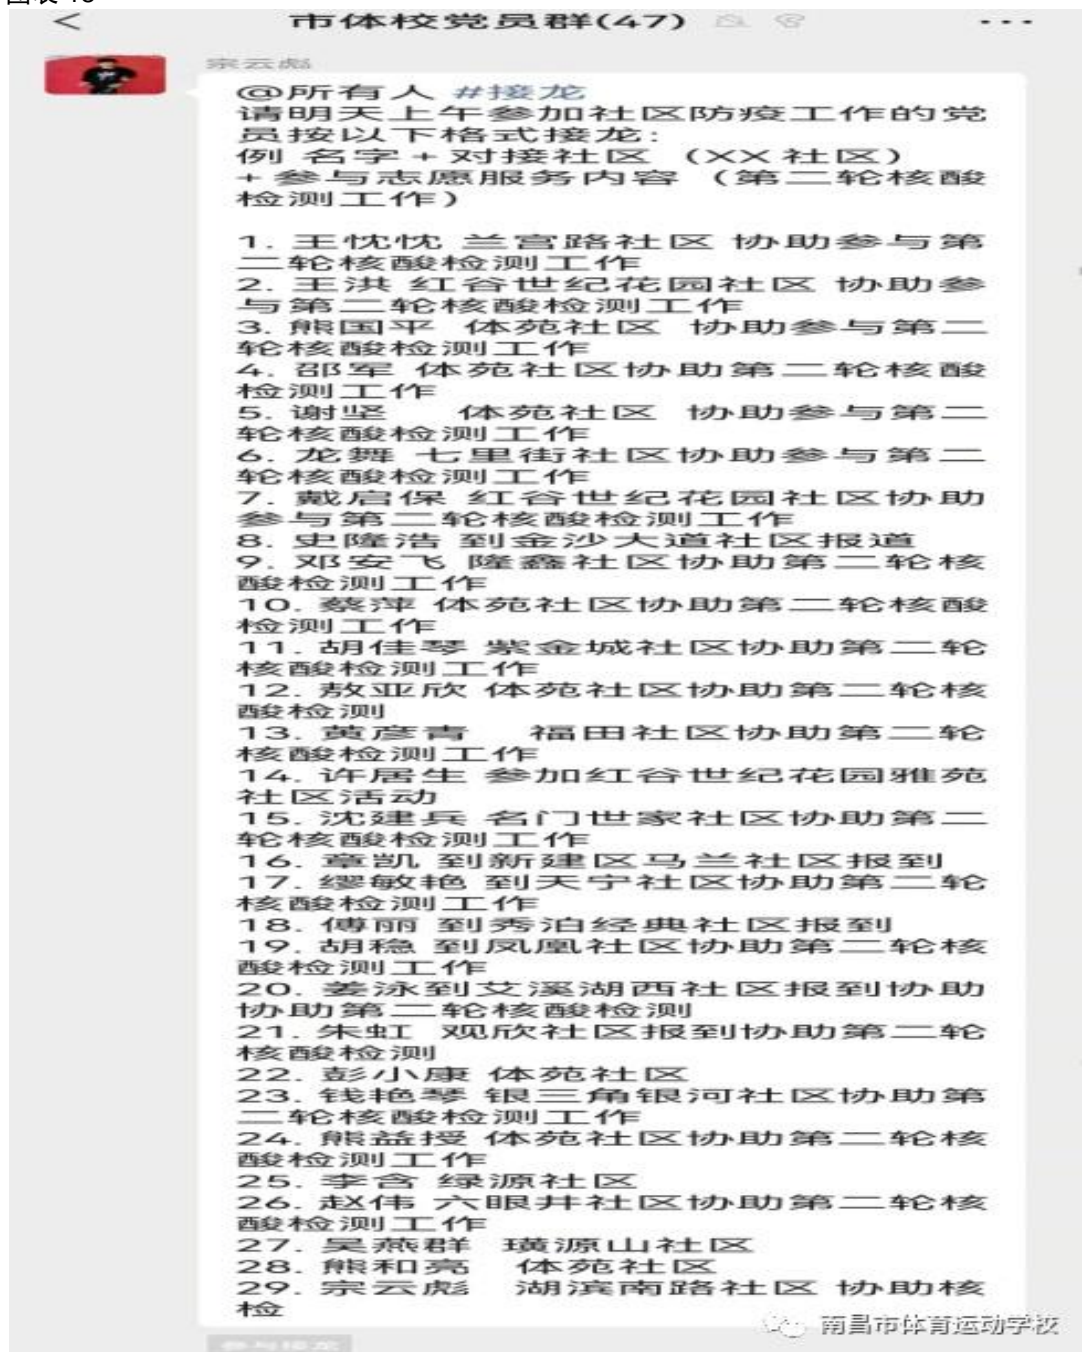 市体校党员群(47)
宗云彪
@所有人 #接龙
请明天上午参加社区防疫工作的党
员按以下格式接龙:
例 名字+对接社区 (XX社区)
+参与志愿服务内容 (第二轮核酸
检测工作)
1. 王忱忱 兰宫路社区 协助参与第
二轮核酸检测工作
2. 王洪 红谷世纪花园社区 协助参
与第二轮核酸检测工作
3. 熊国平 体苑社区 协助参与第二
轮核酸检测工作
4. 邵军 体苑社区协助第二轮核酸
检测工作
5. 谢坚 体苑社区 协助参与第二
轮核酸检测工作
6. 龙舞 七里街社区协助参与第二
轮核酸检测工作
7. 戴启保 红谷世纪花园社区协助
参与第二轮核酸检测工作
8. 史隆浩 到金沙大道社区报道
9. 邓安飞 隆鑫社区协助第二轮核
酸检测工作
10. 蔡萍 体苑社区协助第二轮核酸
检测工作
11. 胡佳琴 紫金城社区协助第二轮
核酸检测工作
12. 敖亚欣 体苑社区协助第二轮核
酸检测
13. 黄彦青 福田社区协助第二轮
核酸检测工作
14. 许居生 参加红谷世纪花园雅苑
社区活动
15. 沈建兵 名门世家社区协助第二
轮核酸检测工作
16. 章凯 到新建区马兰社区报到
17. 缪敏艳 到天宁社区协助第二轮
核酸检测工作
18. 傅丽 到秀泊经典社区报到
19. 胡稳 到凤凰社区协助第二轮核
酸检测工作
20. 姜泳到艾溪湖西社区报到协助
协助第二轮核酸检测
21. 朱虹 观欣社区报到协助第二轮
核酸检测
22. 彭小康 体苑社区
23. 钱艳琴 银三角银河社区协助第
二轮核酸检测工作
24. 熊益授 体苑社区协助第二轮核
酸检测工作
25. 李含 绿源社区
26. 赵伟 六眼井社区协助第二轮核
酸检测工作
27. 吴燕群 璜源山社区
28. 熊和亮 体苑社区
29. 宗云彪 湖滨南路社区 协助核
检
参与接龙
南昌市体育运动学校